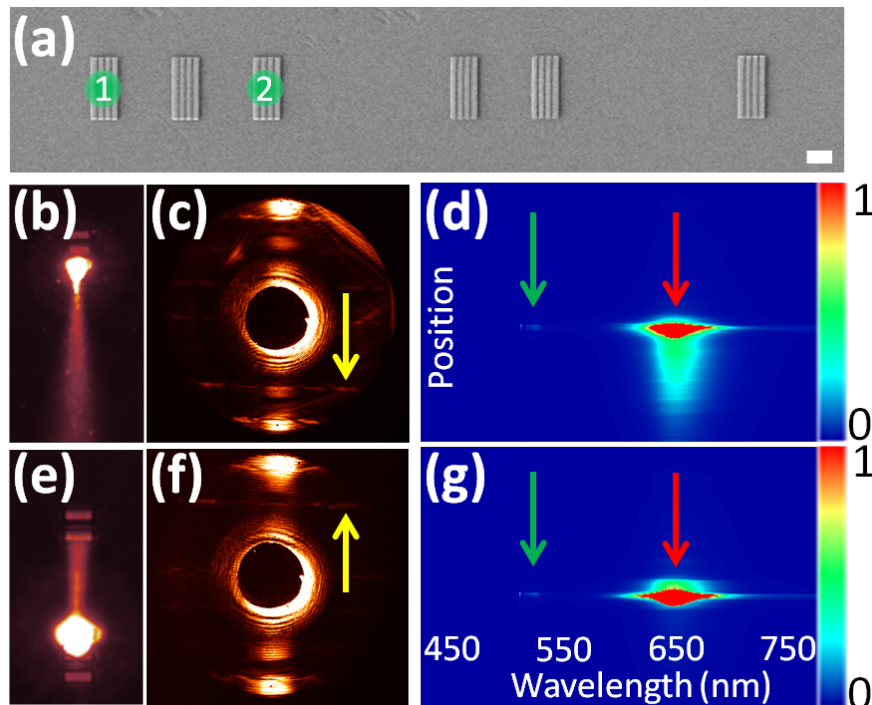 (a)
1
2
(b)
(c)
(d)
1
Position
0
(e)
(f)
(g)
1
450
550
650
750
0
Wavelength (nm)